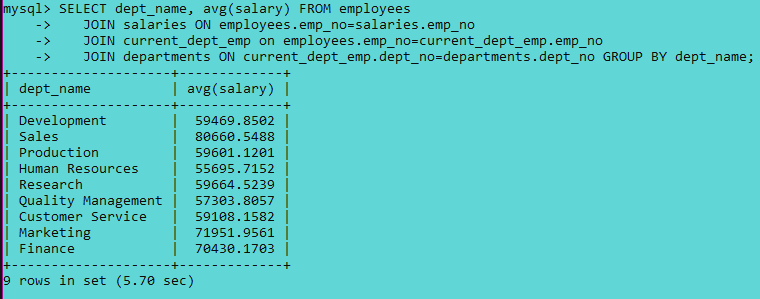 mysql> SELECT dept_name, avg(salary) FROM employees
    ->     JOIN salaries ON employees.emp_no=salaries.emp_no
    ->     JOIN current_dept_emp on employees.emp_no=current_dept_emp.emp_no
    ->     JOIN departments ON current_dept_emp.dept_no=departments.dept_no GROUP BY dept_name;
+--------------------+-------------+
| dept_name          | avg(salary) |
+--------------------+-------------+
| Development        |  59469.8502 |
| Sales              |  80660.5488 |
| Production         |  59601.1201 |
| Human Resources    |  55695.7152 |
| Research           |  59664.5239 |
| Quality Management |  57303.8057 |
| Customer Service   |  59108.1582 |
| Marketing          |  71951.9561 |
| Finance            |  70430.1703 |
+--------------------+-------------+
9 rows in set (5.70 sec)